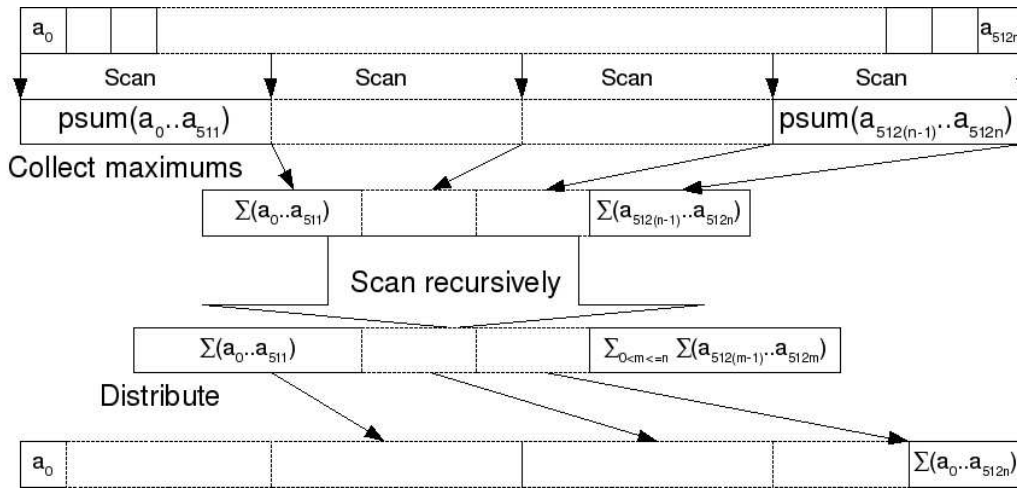 a₀ a₅₁₂ₙ
Scan Scan Scan Scan
psum(a₀..a₅₁₁) psum(a₅₁₂₍ₙ₋₁₎..a₅₁₂ₙ)
Collect maximums
Σ(a₀..a₅₁₁) Σ(a₅₁₂₍ₙ₋₁₎..a₅₁₂ₙ)
Scan recursively
Σ(a₀..a₅₁₁) Σ₀<ₘ<=ₙ Σ(a₅₁₂₍ₘ₋₁₎..a₅₁₂ₘ)
Distribute
a₀ Σ(a₀..a₅₁₂ₙ)